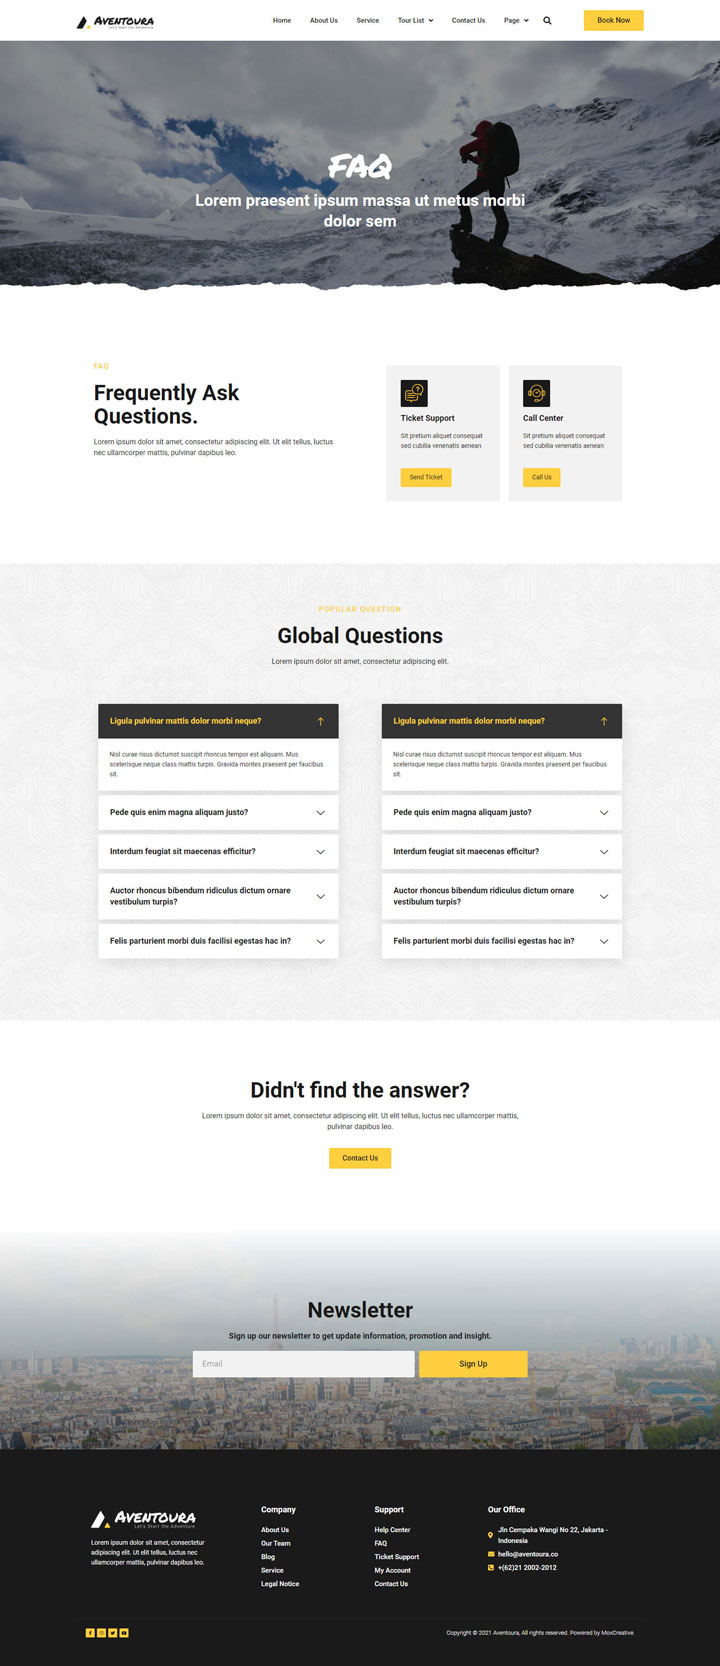 AVENTOURA
Let's Start the Adventure
Home About Us Service Tour List Contact Us Page Book Now
FAQ
Lorem praesent ipsum massa ut metus morbi
dolor sem
FAQ
Frequently Ask
Questions.
Lorem ipsum dolor sit amet, consectetur adipiscing elit. Ut elit tellus, luctus
nec ullamcorper mattis, pulvinar dapibus leo.
Ticket Support
Sit pretium aliquet consequat
sed cubilia venenatis aenean
Send Ticket
Call Center
Sit pretium aliquet consequat
sed cubilia venenatis aenean
Call Us
POPULAR QUESTION
Global Questions
Lorem ipsum dolor sit amet, consectetur adipiscing elit.
Ligula pulvinar mattis dolor morbi neque?
Nisl curae risus dictumst suscipit rhoncus tempor est aliquam. Mus
scelerisque neque class mattis turpis. Gravida montes praesent per faucibus
sit.
Pede quis enim magna aliquam justo?
Interdum feugiat sit maecenas efficitur?
Auctor rhoncus bibendum ridiculus dictum ornare
vestibulum turpis?
Felis parturient morbi duis facilisi egestas hac in?
Ligula pulvinar mattis dolor morbi neque?
Nisl curae risus dictumst suscipit rhoncus tempor est aliquam. Mus
scelerisque neque class mattis turpis. Gravida montes praesent per faucibus
sit.
Pede quis enim magna aliquam justo?
Interdum feugiat sit maecenas efficitur?
Auctor rhoncus bibendum ridiculus dictum ornare
vestibulum turpis?
Felis parturient morbi duis facilisi egestas hac in?
Didn't find the answer?
Lorem ipsum dolor sit amet, consectetur adipiscing elit. Ut elit tellus, luctus nec ullamcorper mattis,
pulvinar dapibus leo.
Contact Us
Newsletter
Sign up our newsletter to get update information, promotion and insight.
Email
Sign Up
AVENTOURA
Let's Start the Adventure
Lorem ipsum dolor sit amet, consectetur
adipiscing elit. Ut elit tellus, luctus nec
ullamcorper mattis, pulvinar dapibus leo.
Company
About Us
Our Team
Blog
Service
Legal Notice
Support
Help Center
FAQ
Ticket Support
My Account
Contact Us
Our Office
Jln Cempaka Wangi No 22, Jakarta -
Indonesia
hello@aventoura.co
+(62)21 2002-2012
Copyright © 2021 Aventoura, All rights reserved. Powered by MoxCreative.